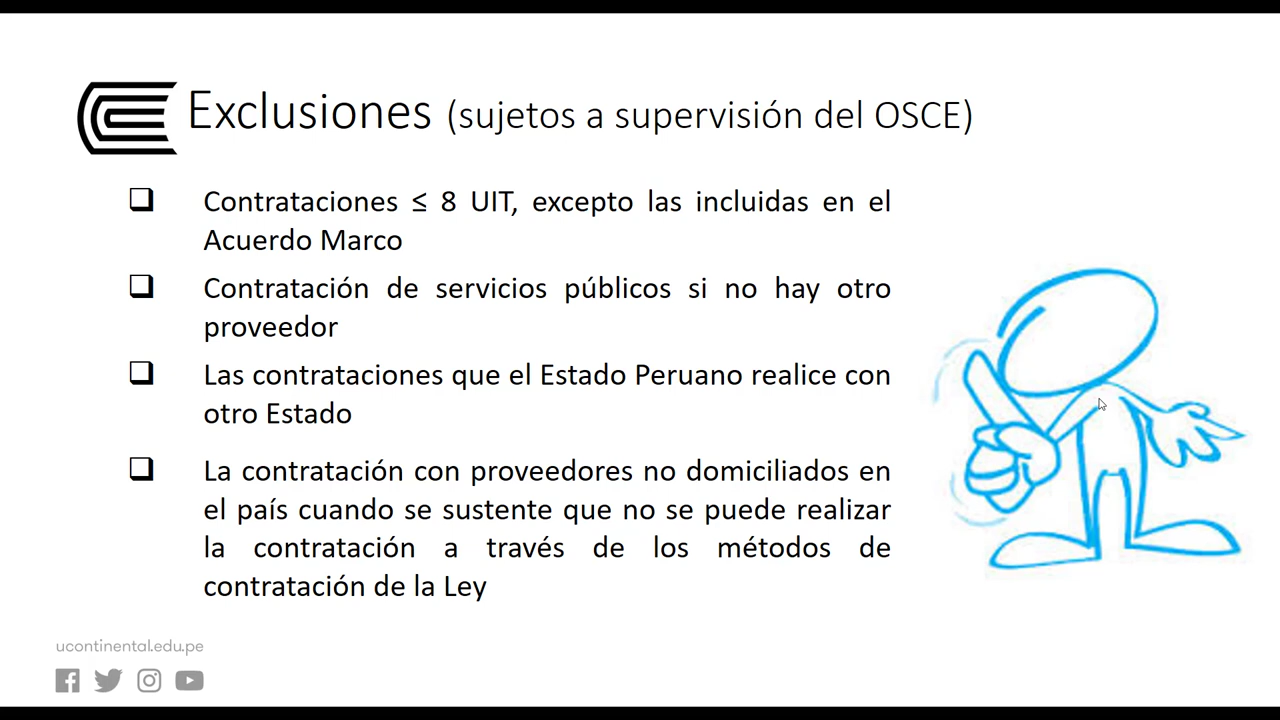 Exclusiones (sujetos a supervisión del OSCE)
Contrataciones ≤ 8 UIT, excepto las incluidas en el
Acuerdo Marco
Contratación de servicios públicos si no hay otro
proveedor
Las contrataciones que el Estado Peruano realice con
otro Estado
La contratación con proveedores no domiciliados en
el país cuando se sustente que no se puede realizar
la contratación a través de los métodos de
contratación de la Ley
ucontinental.edu.pe